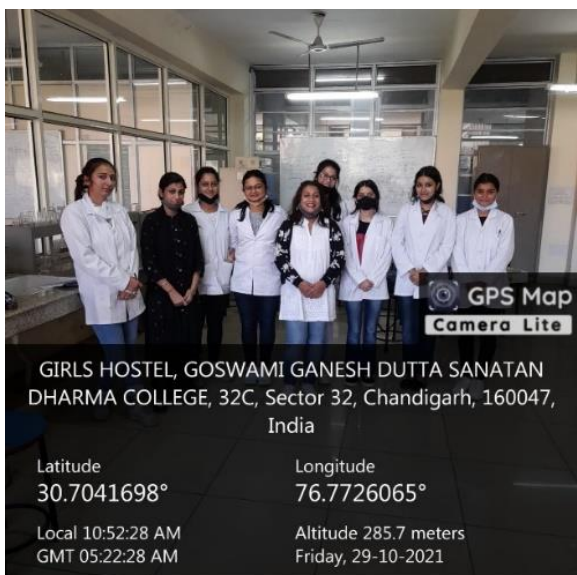 GPS Map
Camera Lite
GIRLS HOSTEL, GOSWAMI GANESH DUTTA SANATAN
DHARMA COLLEGE, 32C, Sector 32, Chandigarh, 160047,
India
Latitude
30.7041698°
Longitude
76.7726065°
Local 10:52:28 AM
GMT 05:22:28 AM
Altitude 285.7 meters
Friday, 29-10-2021